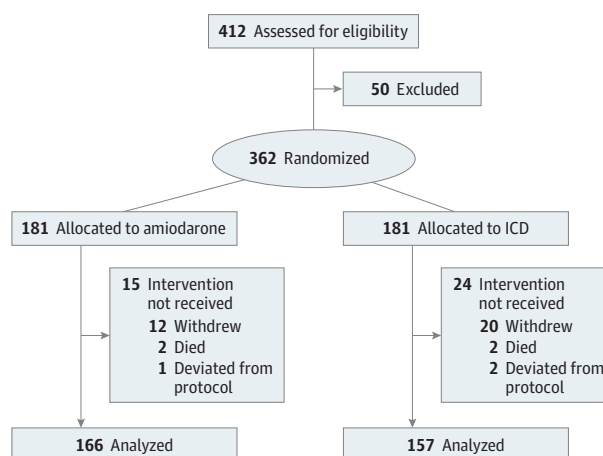 412 Assessed for eligibility
50 Excluded
362 Randomized
181 Allocated to amiodarone
15 Intervention
not received
12 Withdrew
2 Died
1 Deviated from
protocol
166 Analyzed
181 Allocated to ICD
24 Intervention
not received
20 Withdrew
2 Died
2 Deviated from
protocol
157 Analyzed